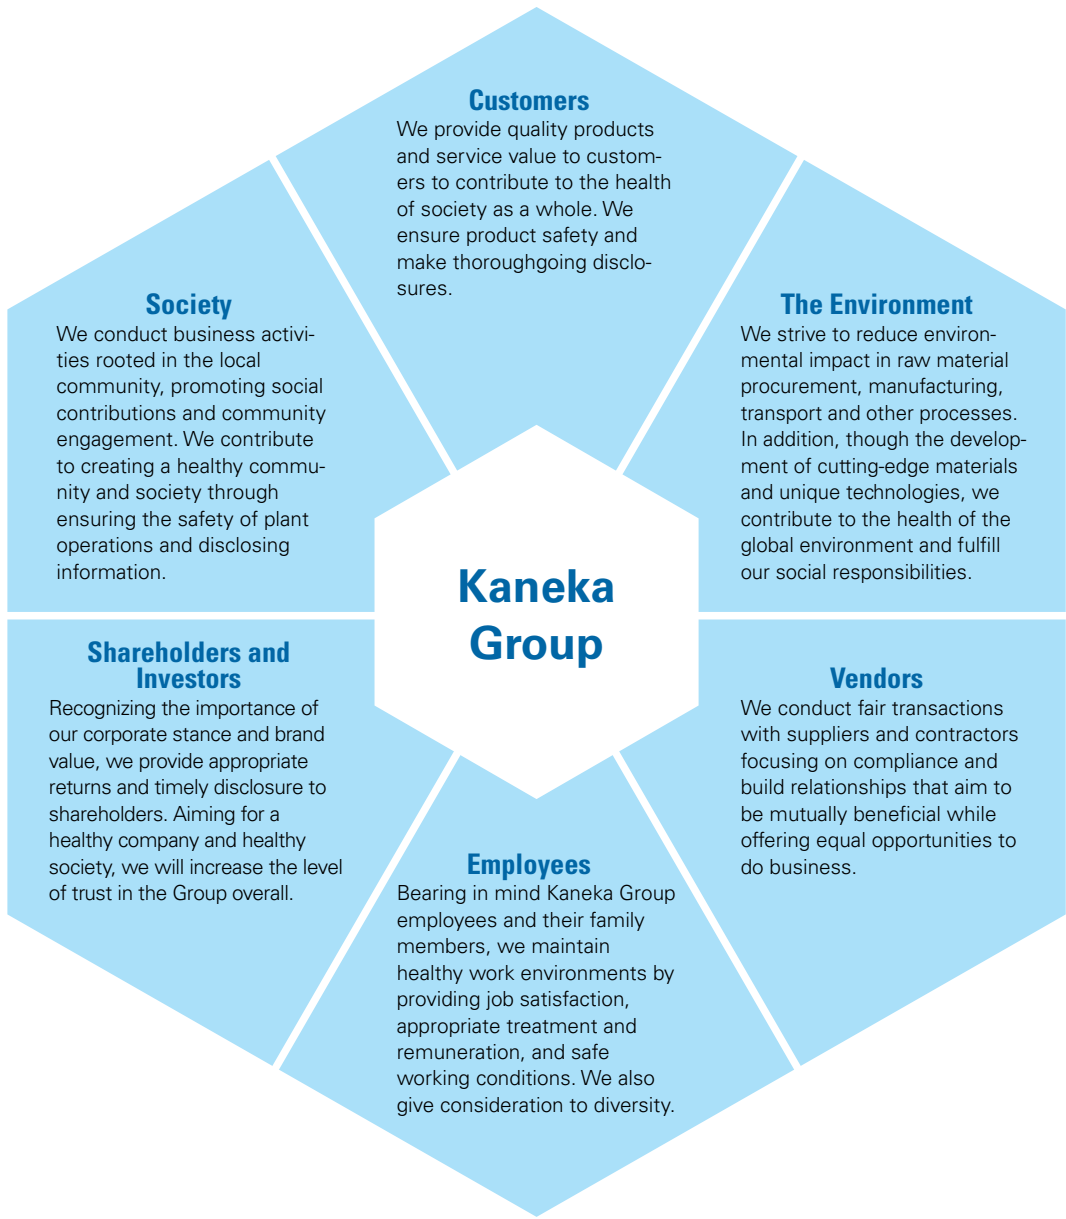 Customers
We provide quality products
and service value to custom-
ers to contribute to the health
of society as a whole. We
ensure product safety and
make thoroughgoing disclo-
sures.
Society
We conduct business activi-
ties rooted in the local
community, promoting social
contributions and community
engagement. We contribute
to creating a healthy commu-
nity and society through
ensuring the safety of plant
operations and disclosing
information.
The Environment
We strive to reduce environ-
mental impact in raw material
procurement, manufacturing,
transport and other processes.
In addition, though the develop-
ment of cutting-edge materials
and unique technologies, we
contribute to the health of the
global environment and fulfill
our social responsibilities.
Kaneka
Group
Shareholders and
Investors
Recognizing the importance of
our corporate stance and brand
value, we provide appropriate
returns and timely disclosure to
shareholders. Aiming for a
healthy company and healthy
society, we will increase the level
of trust in the Group overall.
Vendors
We conduct fair transactions
with suppliers and contractors
focusing on compliance and
build relationships that aim to
be mutually beneficial while
offering equal opportunities to
do business.
Employees
Bearing in mind Kaneka Group
employees and their family
members, we maintain
healthy work environments by
providing job satisfaction,
appropriate treatment and
remuneration, and safe
working conditions. We also
give consideration to diversity.